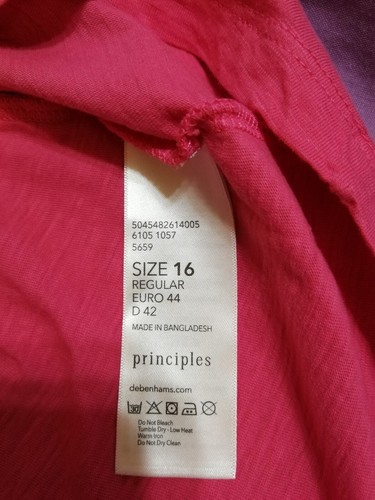 5045482614005
6105 1057
5659
SIZE 16
REGULAR
EURO 44
D 42
MADE IN BANGLADESH
principles
debenhams.com
Do Not Bleach
Tumble Dry - Low Heat
Warm Iron
Do Not Dry Clean